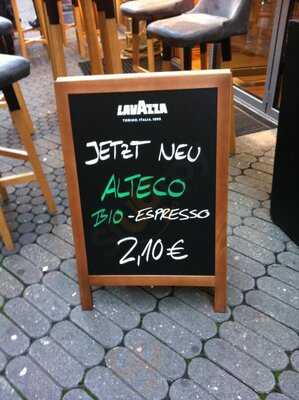 LAVAZZA
TORINO, ITALIA, 1895
JETZT NEU
ALTECO
BIO-ESPRESSO
2,10 €